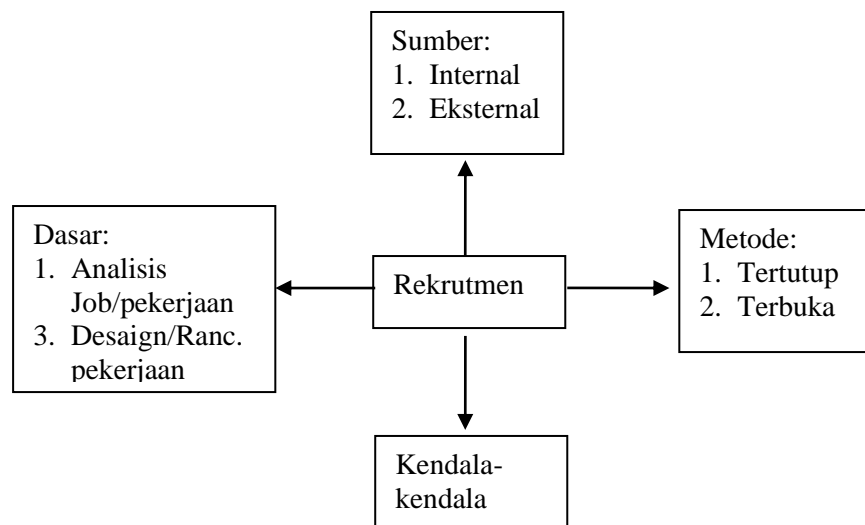 Sumber:
1. Internal
2. Eksternal
Dasar:
1. Analisis
Job/pekerjaan
3. Desaign/Ranc.
pekerjaan
Rekrutmen
Metode:
1. Tertutup
2. Terbuka
Kendala-
kendala